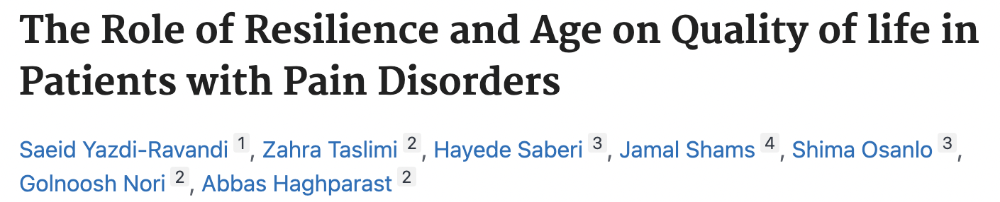 The Role of Resilience and Age on Quality of life in
Patients with Pain Disorders
Saeid Yazdi-Ravandi 1, Zahra Taslimi 2, Hayede Saberi 3, Jamal Shams 4, Shima Osanlo 3,
Golnoosh Nori 2, Abbas Haghparast 2